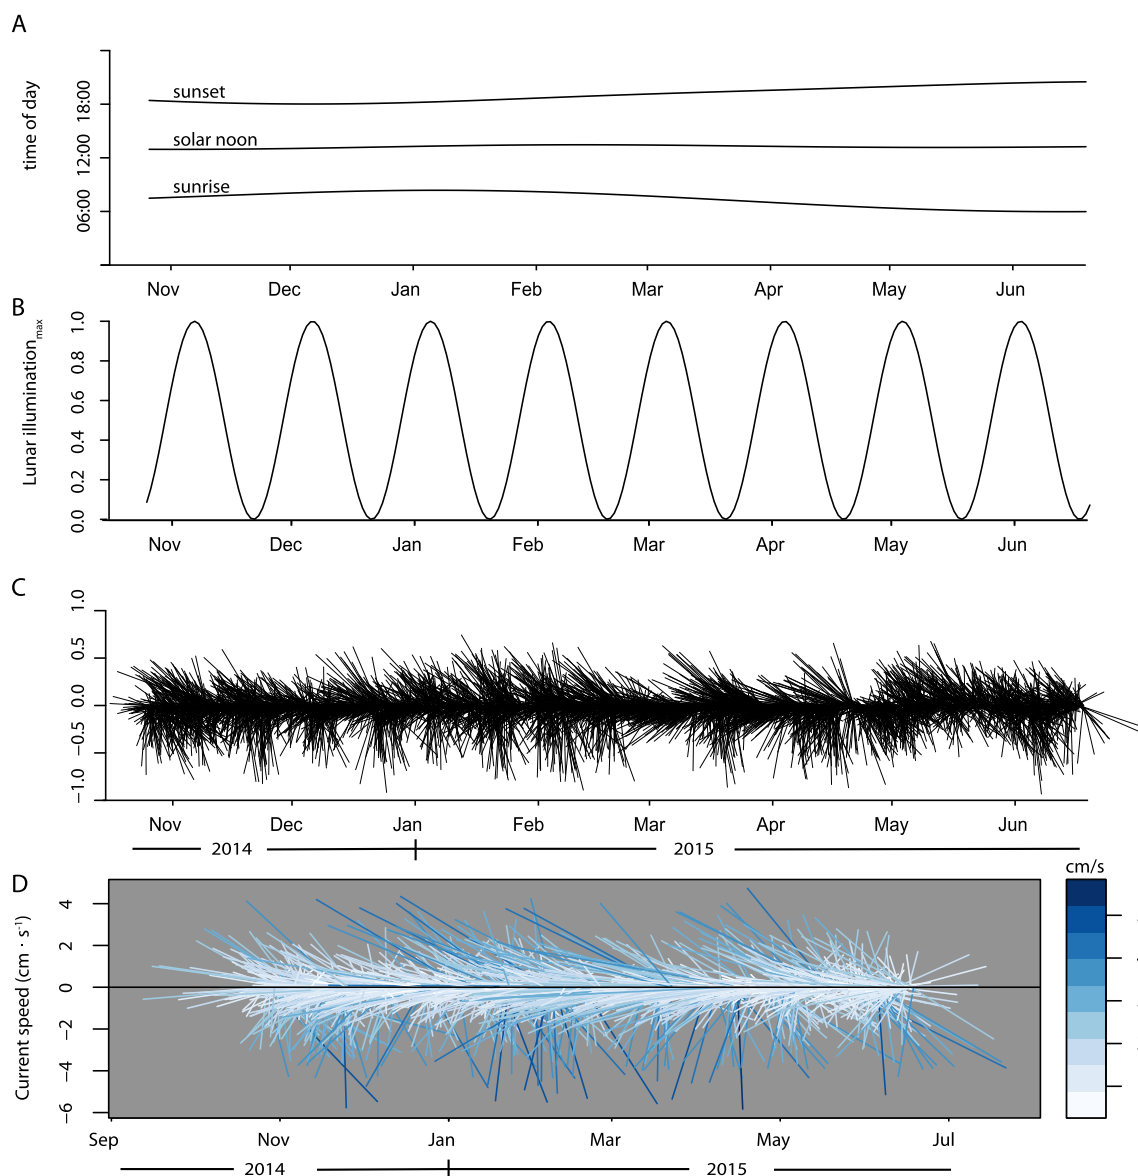 A
time of day
18:00
12:00
06:00
sunset
solar noon
sunrise
Nov Dec Jan Feb Mar Apr May Jun
B
Lunar illumination max
1.0
0.8
0.6
0.4
0.2
0.0
Nov Dec Jan Feb Mar Apr May Jun
C
1.0
0.5
0.0
−0.5
−1.0
Nov Dec Jan Feb Mar Apr May Jun
2014 2015
D
cm/s
Current speed (cm · s⁻¹)
4
2
0
−2
−4
−6
Sep Nov Jan Mar May Jul
2014 2015